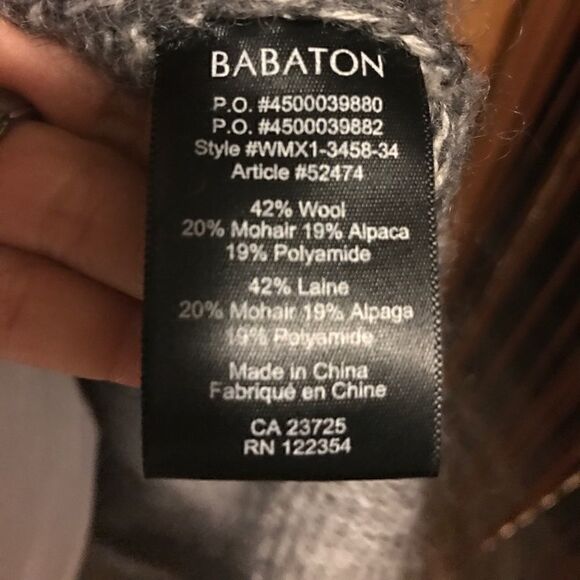 BABATON
P.O. #4500039880
P.O. #4500039882
Style #WMX1-3458-34
Article #52474
42% Wool
20% Mohair 19% Alpaca
19% Polyamide
42% Laine
20% Mohair 19% Alpaga
19% Polyamide
Made in China
Fabriqué en Chine
CA 23725
RN 122354